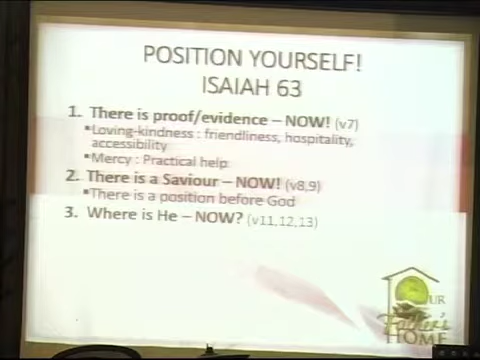 POSITION YOURSELF!
ISAIAH 63
1. There is proof/evidence – NOW! (v7)
▪Loving-kindness : friendliness, hospitality,
accessibility
▪Mercy : Practical help
2. There is a Saviour – NOW! (v8,9)
▪There is a position before God
3. Where is He – NOW? (v11,12,13)
OUR
Father's
HOME